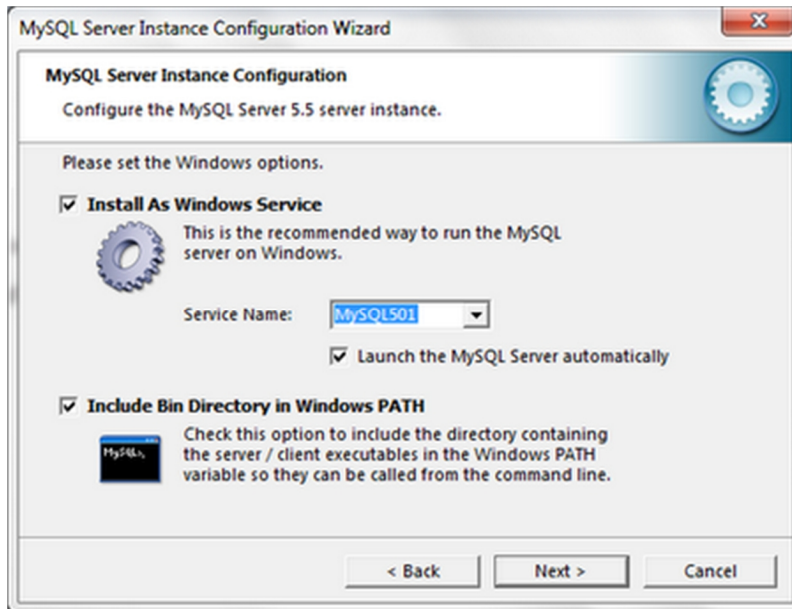 MySQL Server Instance Configuration Wizard
MySQL Server Instance Configuration
Configure the MySQL Server 5.5 server instance.
Please set the Windows options.
Install As Windows Service
This is the recommended way to run the MySQL
server on Windows.
Service Name: MySQL501
Launch the MySQL Server automatically
Include Bin Directory in Windows PATH
MySQL>_
Check this option to include the directory containing
the server / client executables in the Windows PATH
variable so they can be called from the command line.
< Back Next > Cancel